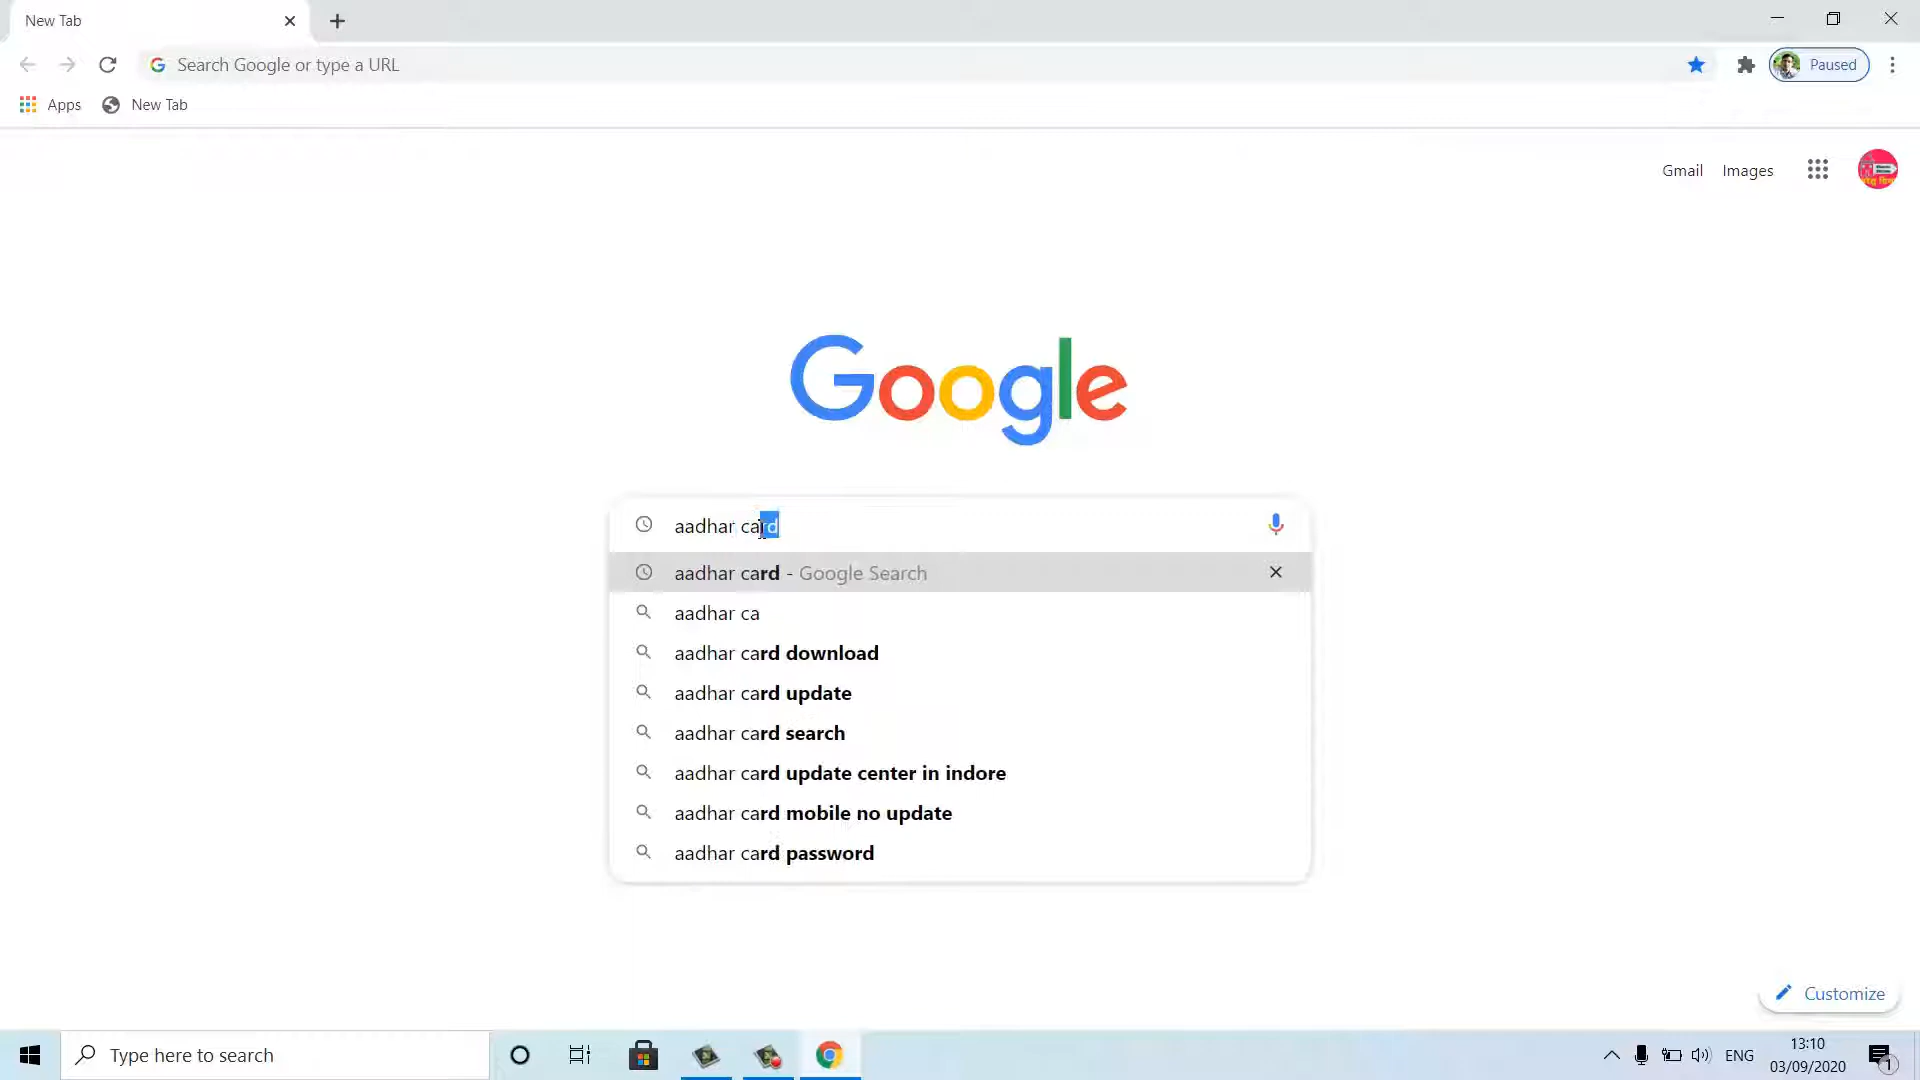 New Tab
Search Google or type a URL
Paused
Apps
New Tab
Gmail
Images
Google
aadhar card
aadhar card - Google Search
aadhar ca
aadhar card download
aadhar card update
aadhar card search
aadhar card update center in indore
aadhar card mobile no update
aadhar card password
Customize
Type here to search
ENG
13:10
03/09/2020
1